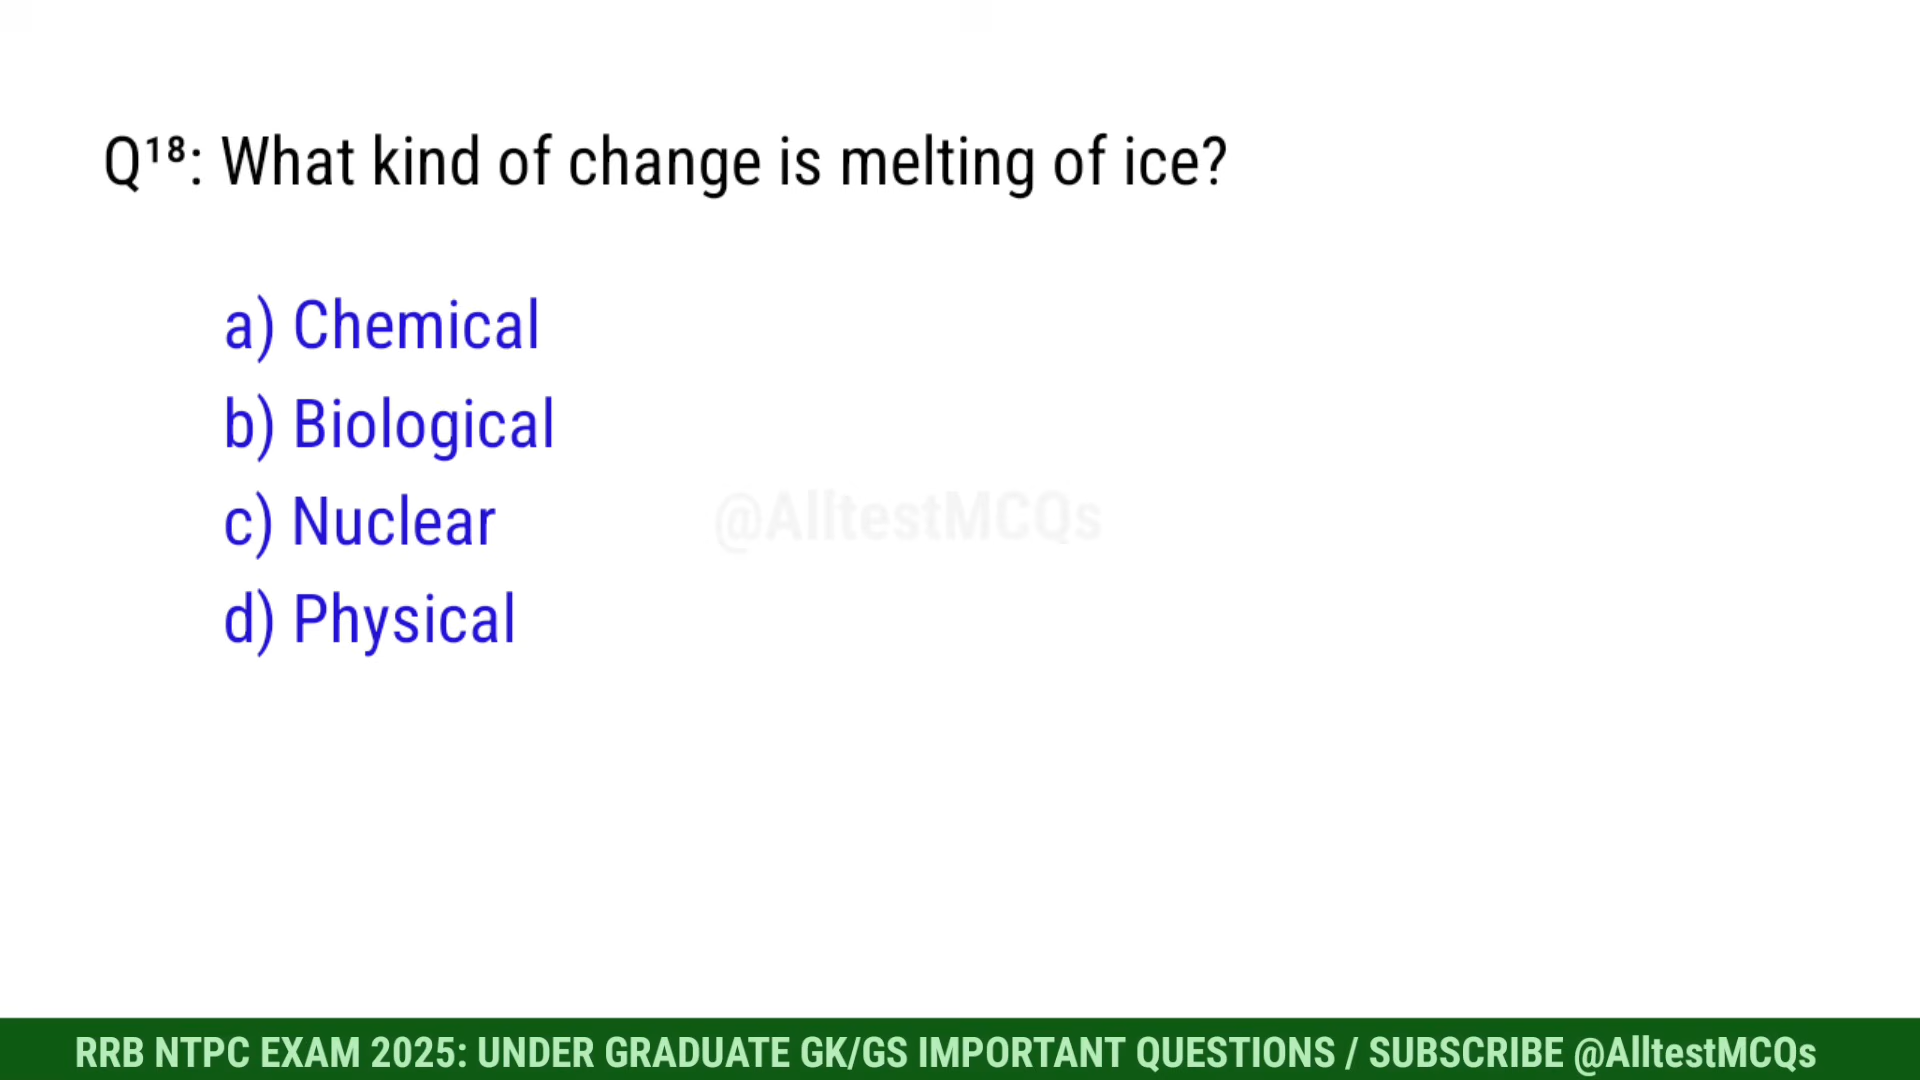 Q¹⁸: What kind of change is melting of ice?
a) Chemical
b) Biological
c) Nuclear
d) Physical
@AlltestMCQs
RRB NTPC EXAM 2025: UNDER GRADUATE GK/GS IMPORTANT QUESTIONS / SUBSCRIBE @AlltestMCQs